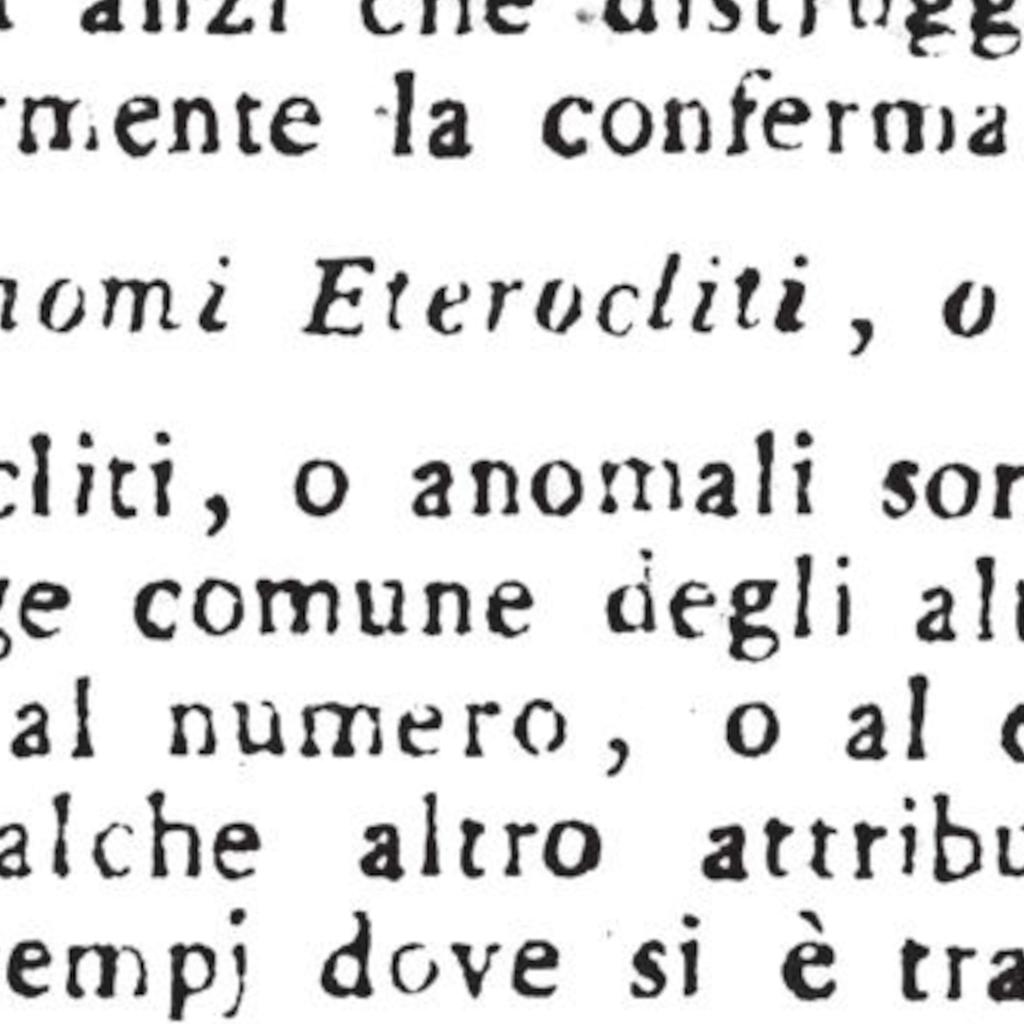 anzi che distrugg
rmente la conferma
nomi Eterocliti, o
cliti, o anomali son
ge comune degli alt
al numero, o al c
alche altro attribu
empj dove si è tra